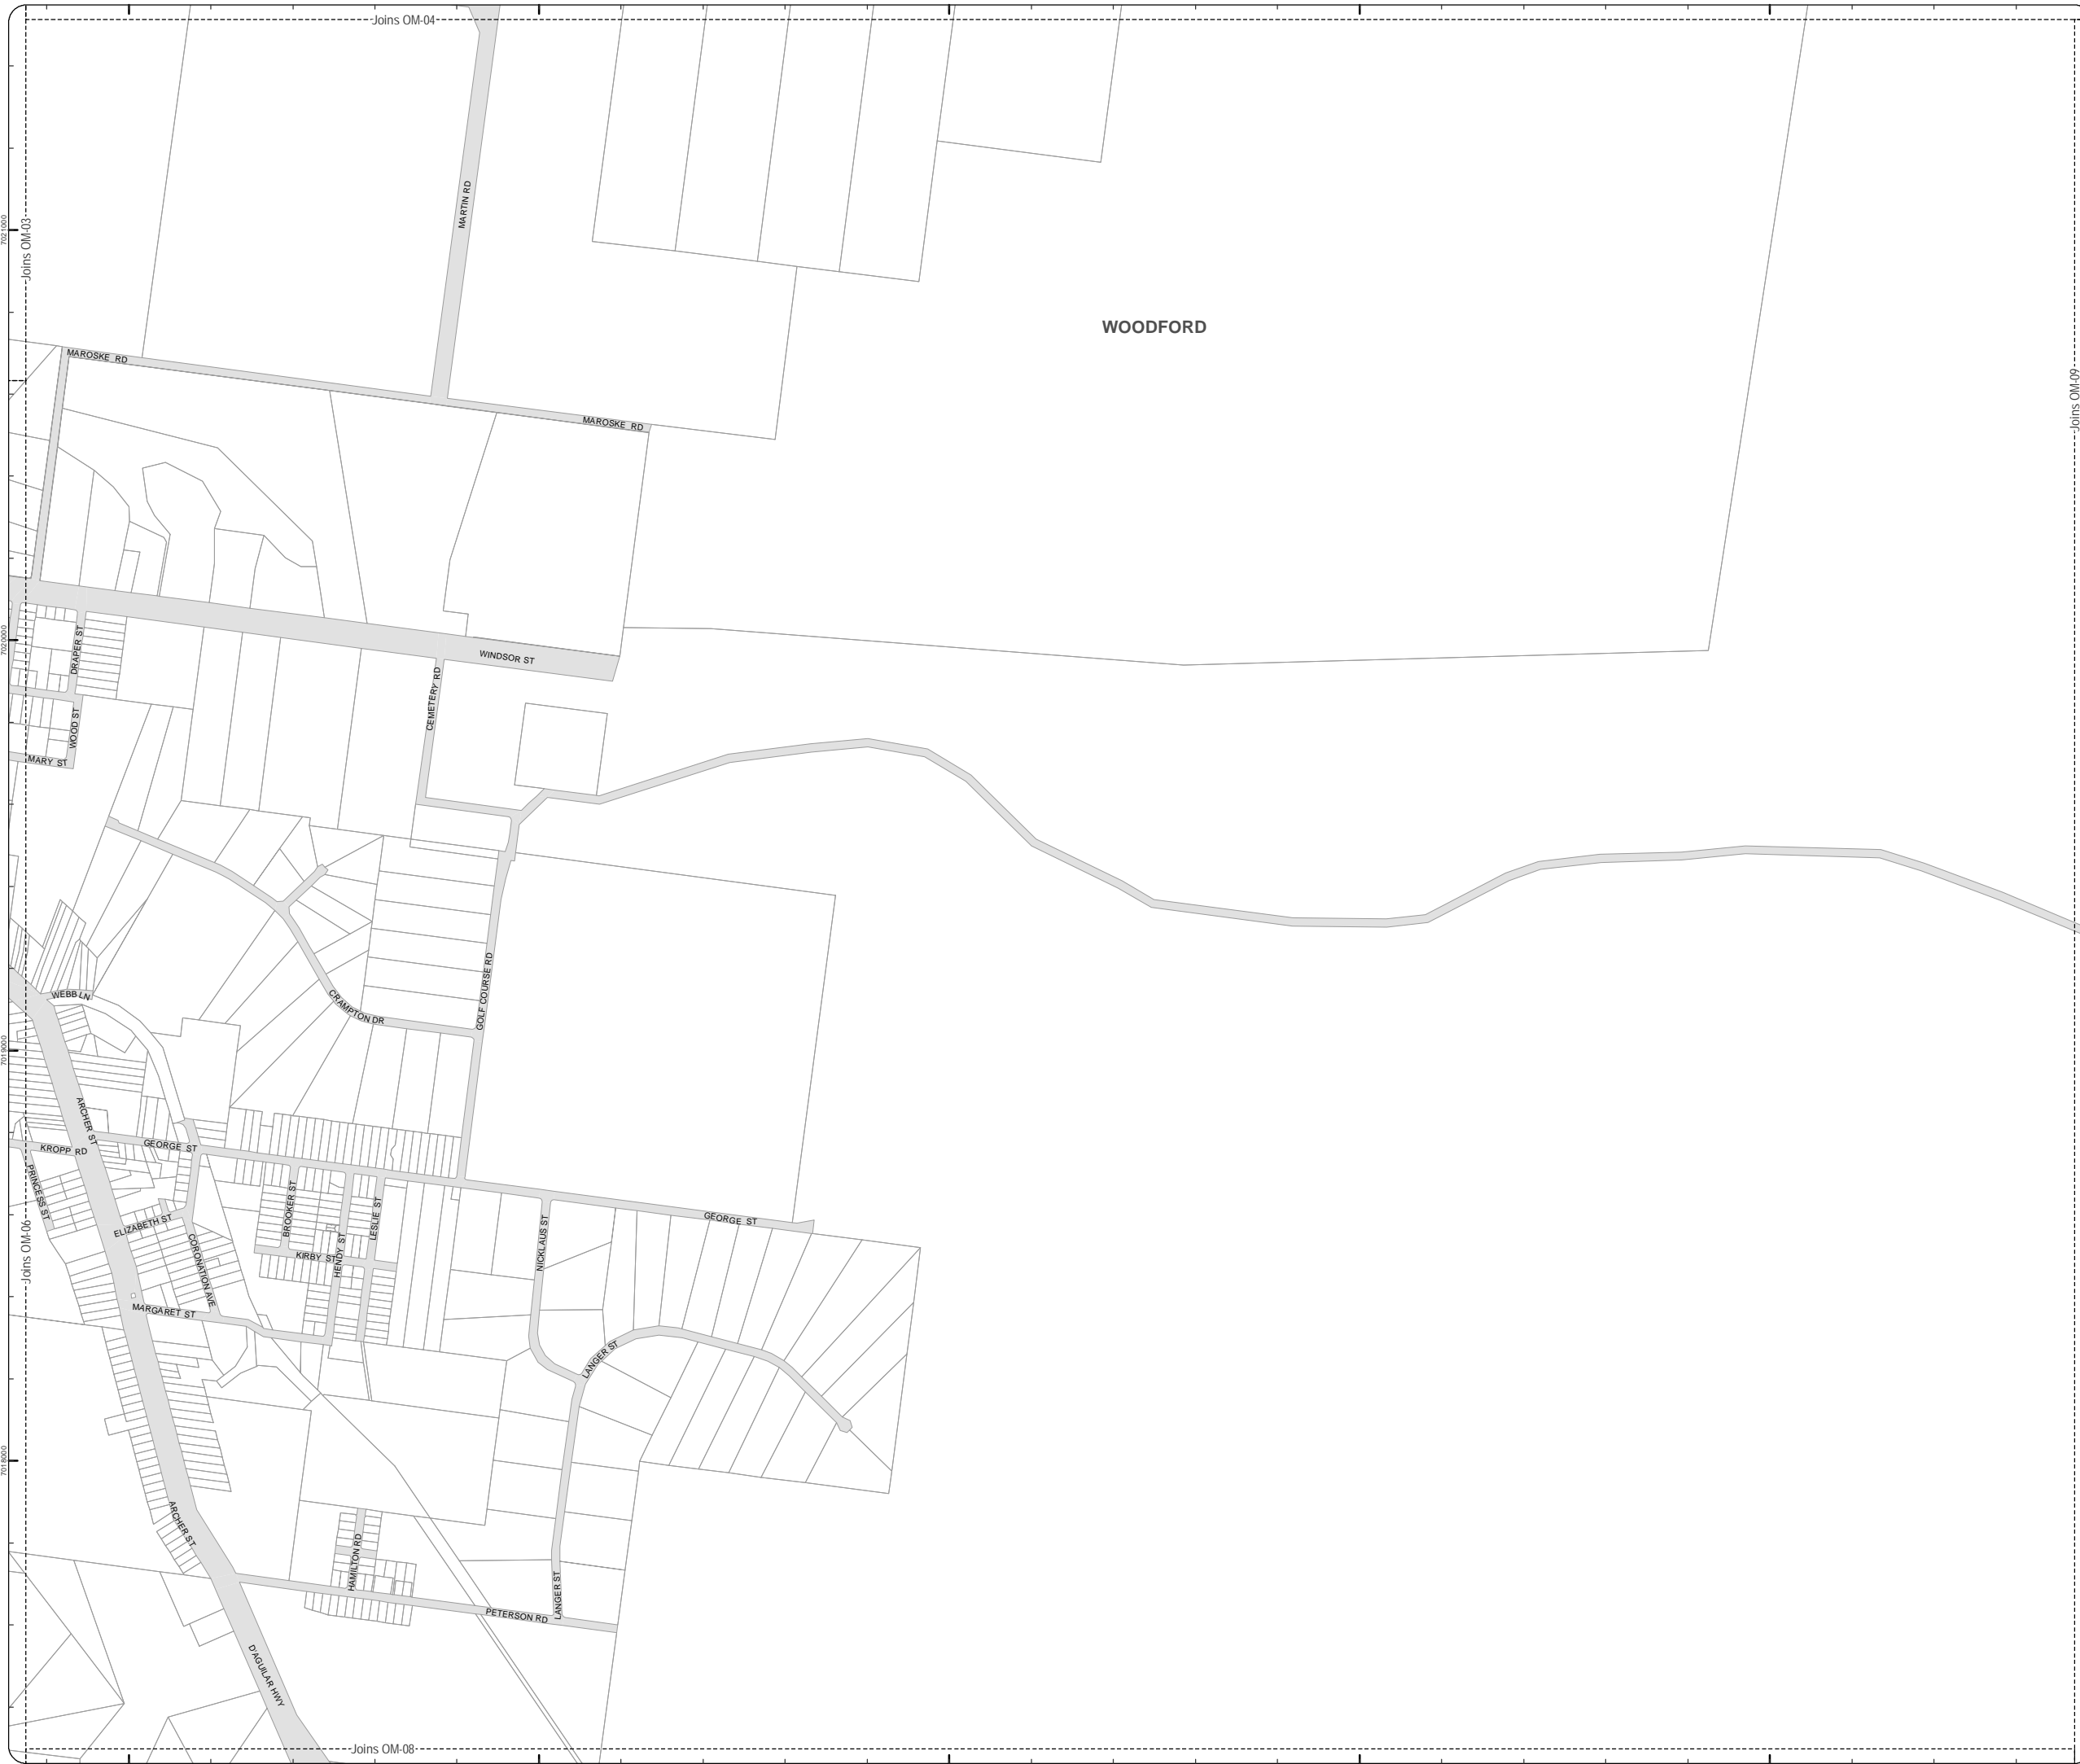 Joins OM-04
MARTIN RD
7021000
Joins OM-03
WOODFORD
MAROSKE RD
MAROSKE RD
Joins OM-09
7020000
DRAPER ST
WINDSOR ST
CEMETERY RD
WOOD ST
MARY ST
GOLF COURSE RD
WEBB LN
CRAMPTON DR
7019000
ARCHER ST
GEORGE ST
KROPP RD
PRINCESS ST
BROOKER ST
LESLIE ST
ELIZABETH ST
GEORGE ST
NICKLAUS ST
Joins OM-06
CORONATION AVE
KIRBY ST
HENDY ST
MARGARET ST
LANGER ST
7018000
ARCHER ST
HAMILTON RD
LANGER ST
PETERSON RD
D'AGUILAR HWY
Joins OM-08